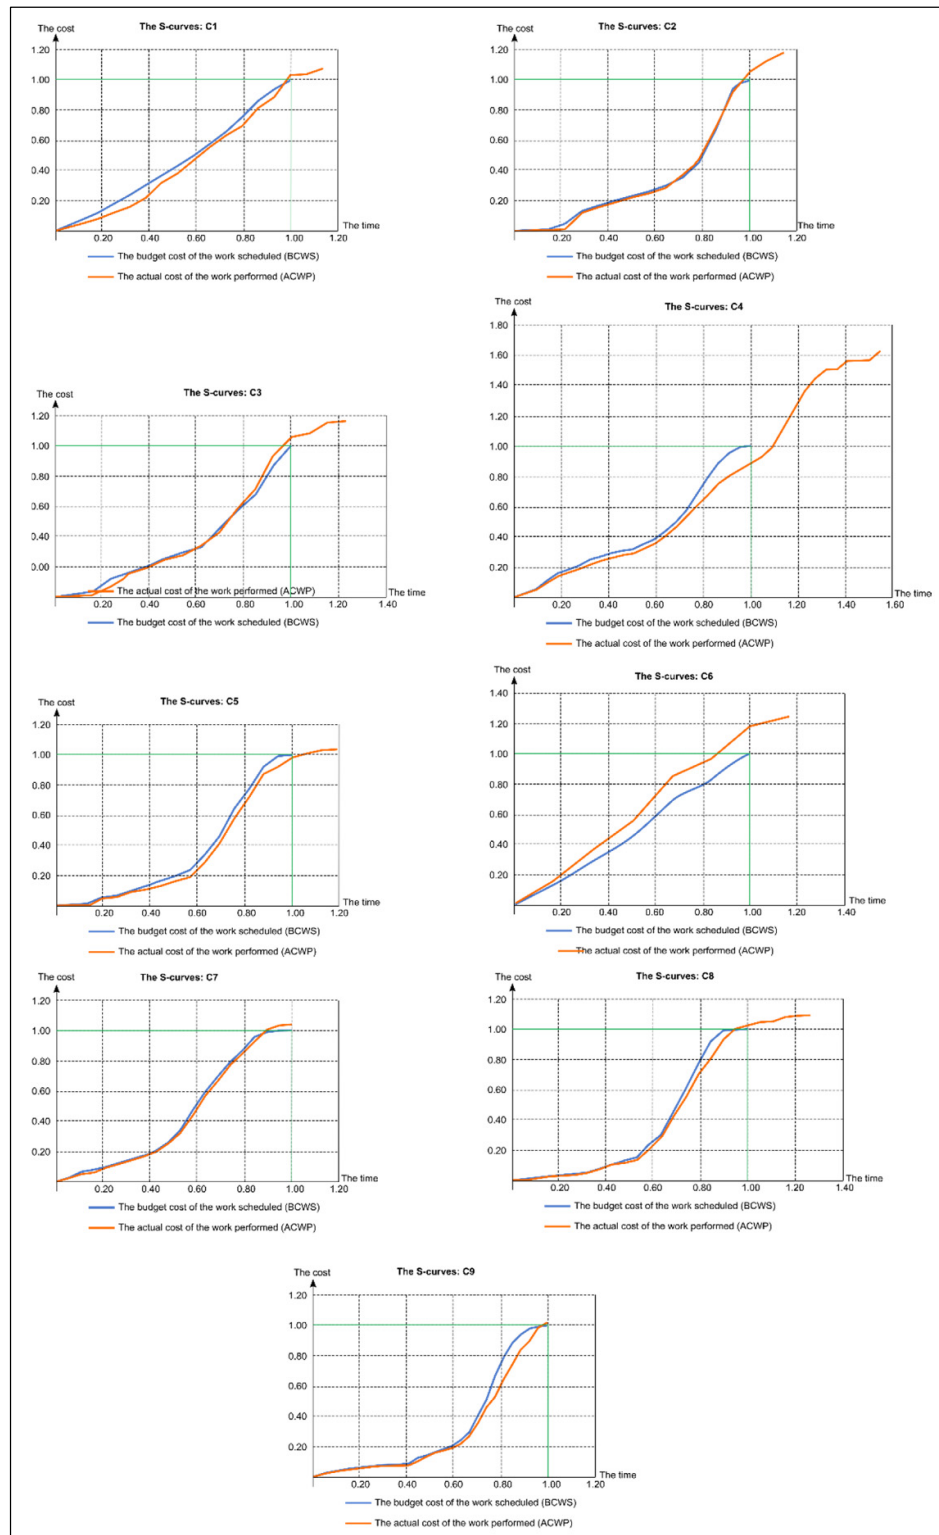 The cost
The S-curves: C1
1.20
1.00
0.80
0.60
0.40
0.20
The time
0.20 0.40 0.60 0.80 1.00 1.20
The budget cost of the work scheduled (BCWS)
The actual cost of the work performed (ACWP)
The cost
The S-curves: C2
1.20
1.00
0.80
0.60
0.40
0.20
The time
0.20 0.40 0.60 0.80 1.00 1.20
The budget cost of the work scheduled (BCWS)
The actual cost of the work performed (ACWP)
The cost
The S-curves: C3
1.20
1.00
0.80
0.60
0.40
0.00
The actual cost of the work performed (ACWP)
The time
0.20 0.40 0.60 0.80 1.00 1.20 1.40
The budget cost of the work scheduled (BCWS)
The cost
The S-curves: C4
1.80
1.60
1.40
1.20
1.00
0.80
0.60
0.40
0.20
The time
0.20 0.40 0.60 0.80 1.00 1.20 1.40 1.60
The budget cost of the work scheduled (BCWS)
The actual cost of the work performed (ACWP)
The cost
The S-curves: C5
1.20
1.00
0.80
0.60
0.40
0.20
The time
0.20 0.40 0.60 0.80 1.00 1.20
The budget cost of the work scheduled (BCWS)
The actual cost of the work performed (ACWP)
The cost
The S-curves: C6
1.40
1.20
1.00
0.80
0.60
0.40
0.20
The time
0.20 0.40 0.60 0.80 1.00 1.20 1.40
The budget cost of the work scheduled (BCWS)
The actual cost of the work performed (ACWP)
The cost
The S-curves: C7
1.20
1.00
0.80
0.60
0.40
0.20
The time
0.20 0.40 0.60 0.80 1.00 1.20
The budget cost of the work scheduled (BCWS)
The actual cost of the work performed (ACWP)
The cost
The S-curves: C8
1.20
1.00
0.80
0.60
0.40
0.20
The time
0.20 0.40 0.60 0.80 1.00 1.20 1.40
The budget cost of the work scheduled (BCWS)
The actual cost of the work performed (ACWP)
The cost
The S-curves: C9
1.20
1.00
0.80
0.60
0.40
0.20
The time
0.20 0.40 0.60 0.80 1.00 1.20
The budget cost of the work scheduled (BCWS)
The actual cost of the work performed (ACWP)